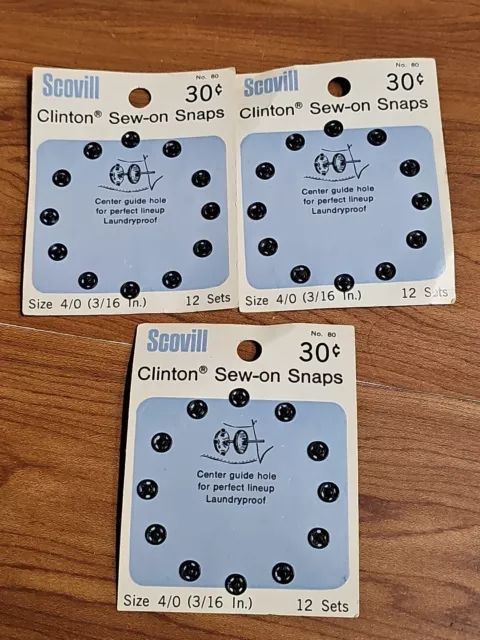 Scovill
No. 80
30¢
Clinton® Sew-on Snaps
Center guide hole
for perfect lineup
Laundryproof
Size 4/0 (3/16 In.) 12 Sets
Scovill
No. 80
30¢
Clinton® Sew-on Snaps
Center guide hole
for perfect lineup
Laundryproof
Size 4/0 (3/16 In.) 12 Sets
Scovill
No. 80
30¢
Clinton® Sew-on Snaps
Center guide hole
for perfect lineup
Laundryproof
Size 4/0 (3/16 In.) 12 Sets